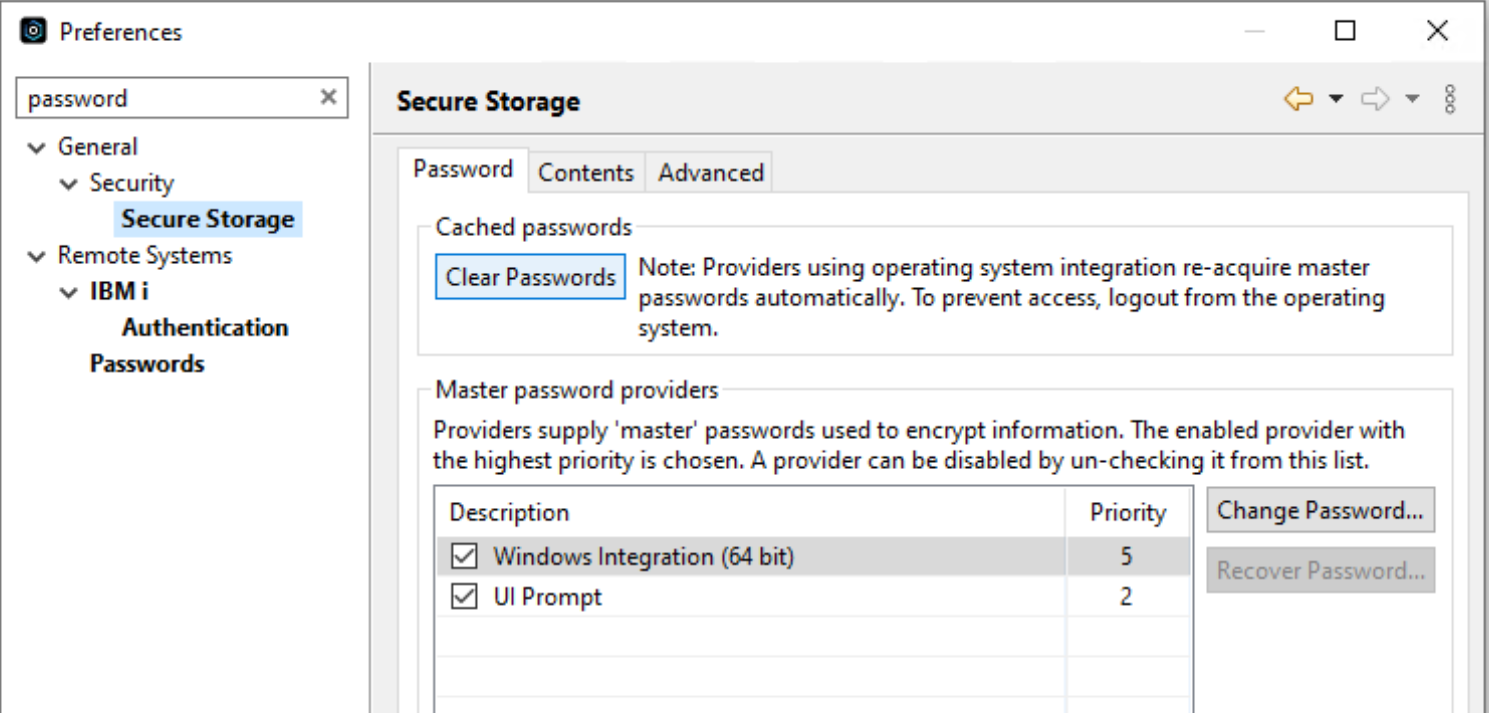 Preferences
password
General
Security
Secure Storage
Remote Systems
IBM i
Authentication
Passwords
Secure Storage
Password
Contents
Advanced
Cached passwords
Clear Passwords
Note: Providers using operating system integration re-acquire master
passwords automatically. To prevent access, logout from the operating
system.
Master password providers
Providers supply 'master' passwords used to encrypt information. The enabled provider with
the highest priority is chosen. A provider can be disabled by un-checking it from this list.
Description Priority
Windows Integration (64 bit) 5
UI Prompt 2
Change Password...
Recover Password...